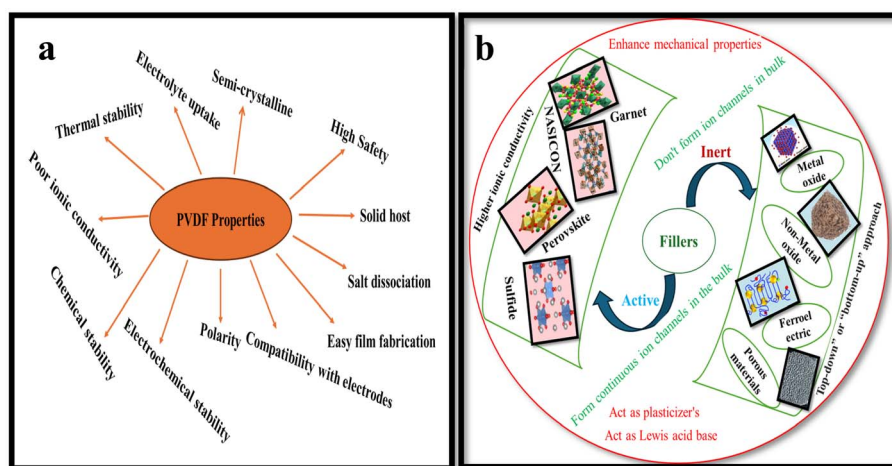 a
Electrolyte uptake
Semi-crystalline
Thermal stability
High Safety
Poor ionic conductivity
PVDF Properties
Solid host
Salt dissociation
Chemical stability
Electrochemical stability
Polarity
Compatibility with electrodes
Easy film fabrication
b
Enhance mechanical properties
Higher ionic conductivity
NASICON
Garnet
Perovskite
Sulfide
Don't form ion channels in bulk
Inert
Fillers
Active
Metal
oxide
Non-Metal
oxide
Ferroel
ectric
Porous
materials
Top-down" or "bottom-up" approach
Form continuous ion channels in the bulk
Act as plasticizer's
Act as Lewis acid base